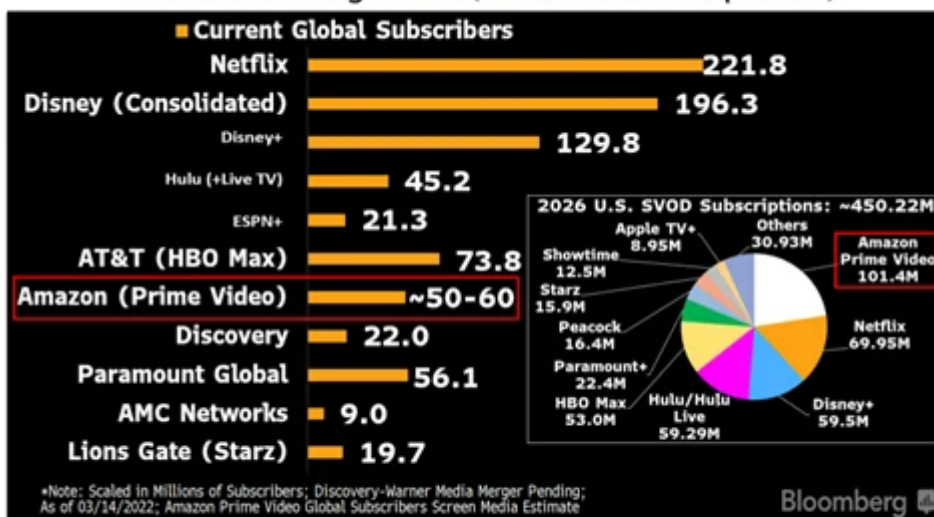 Current Global Subscribers
Netflix 221.8
Disney (Consolidated) 196.3
Disney+ 129.8
Hulu (+Live TV) 45.2
ESPN+ 21.3
AT&T (HBO Max) 73.8
Amazon (Prime Video) ~50-60
Discovery 22.0
Paramount Global 56.1
AMC Networks 9.0
Lions Gate (Starz) 19.7
2026 U.S. SVOD Subscriptions: ~450.22M
Apple TV+
8.95M
Others
30.93M
Amazon
Prime Video
101.4M
Showtime
12.5M
Starz
15.9M
Peacock
16.4M
Paramount+
22.4M
HBO Max
53.0M
Hulu/Hulu
Live
59.29M
Disney+
59.5M
Netflix
69.95M
*Note: Scaled in Millions of Subscribers; Discovery-Warner Media Merger Pending;
As of 03/14/2022; Amazon Prime Video Global Subscribers Screen Media Estimate
Bloomberg